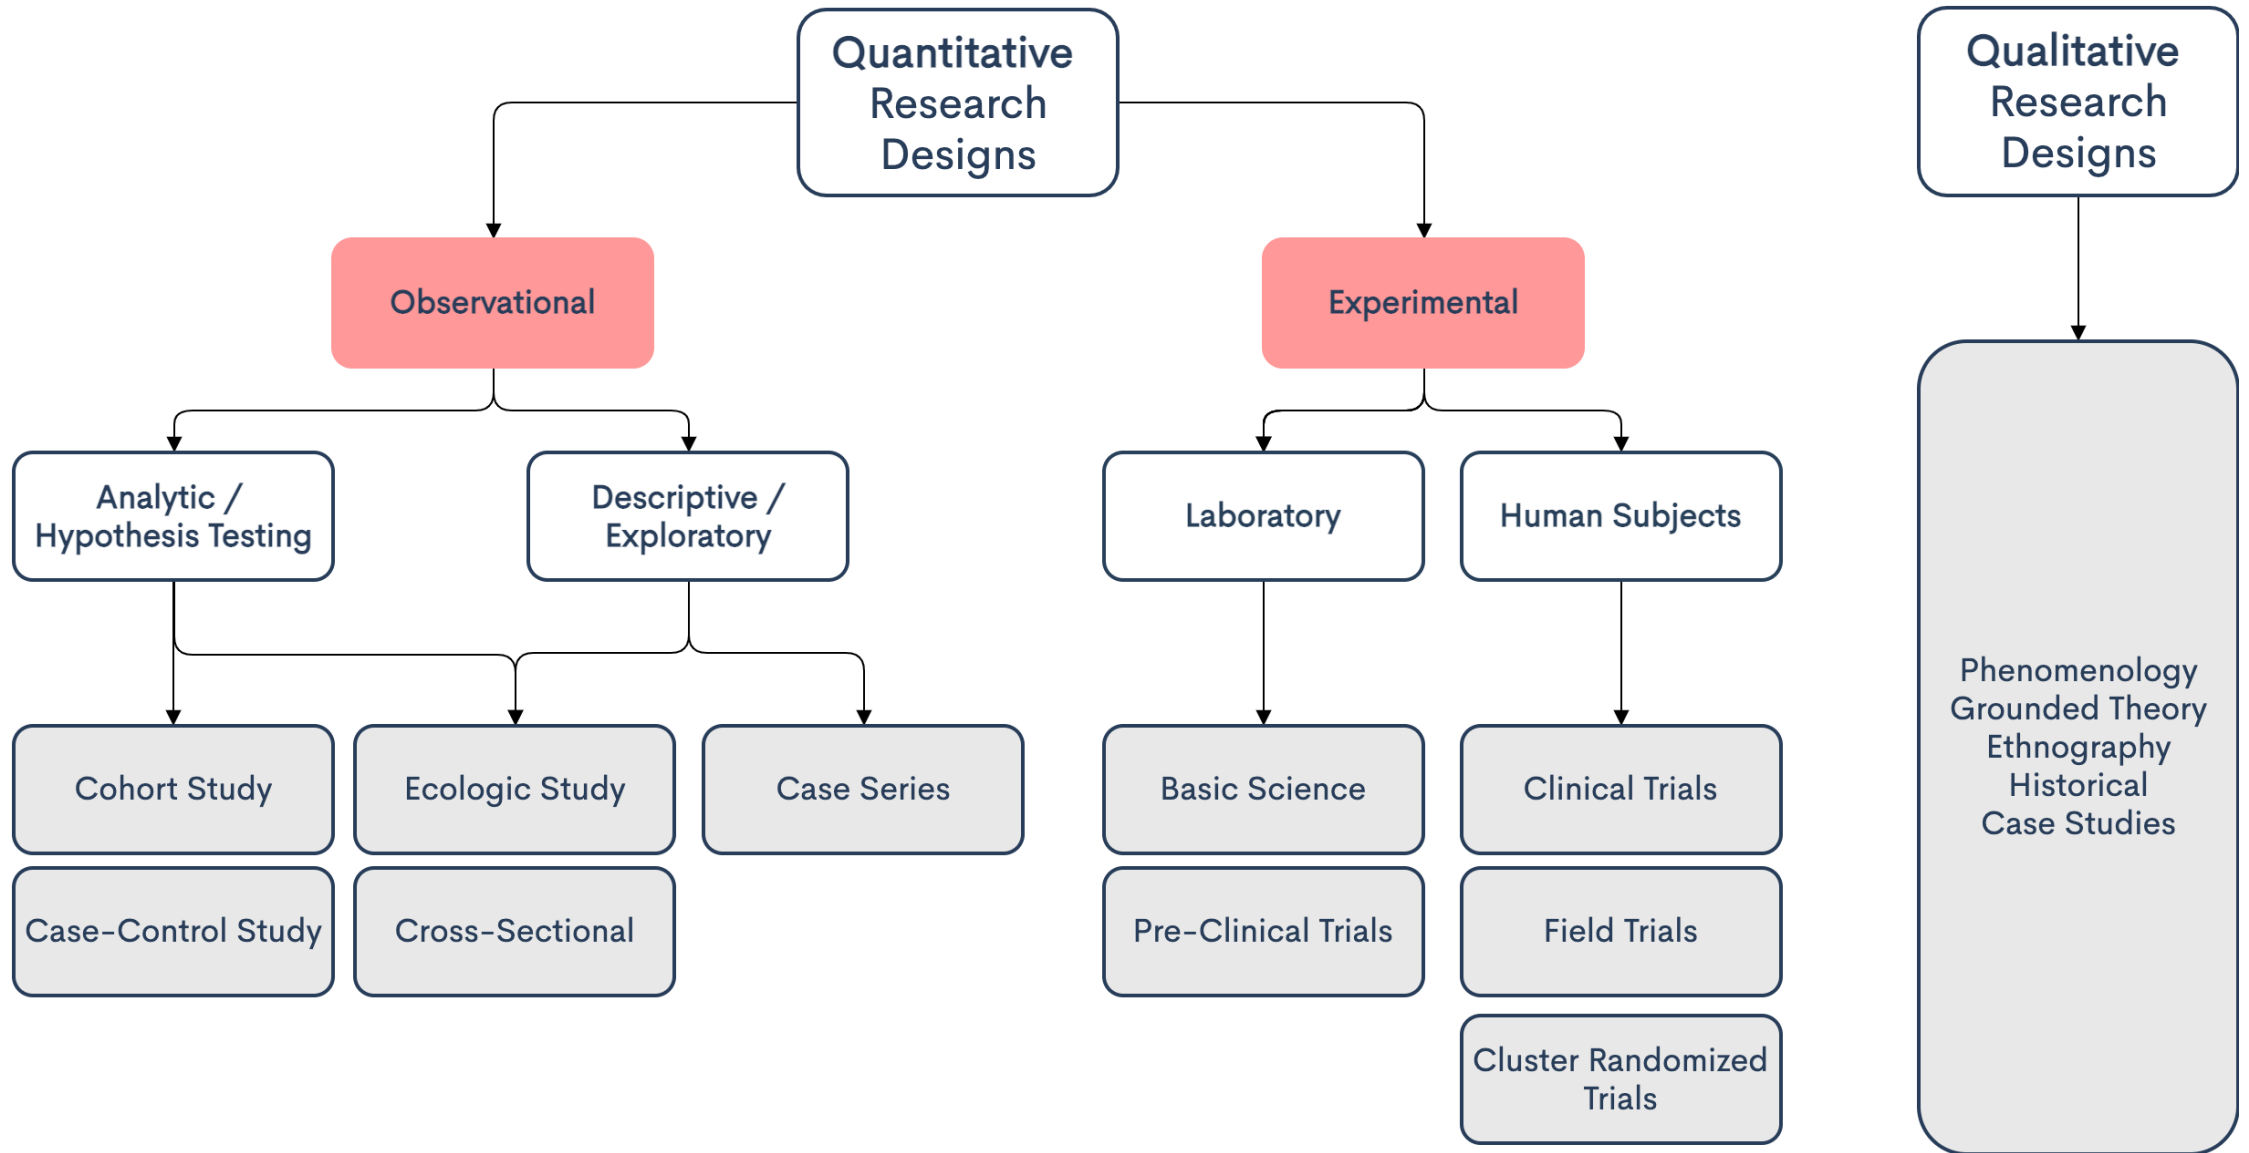 Quantitative
Research
Designs
Qualitative
Research
Designs
Observational
Experimental
Analytic /
Hypothesis Testing
Descriptive /
Exploratory
Laboratory
Human Subjects
Cohort Study
Ecologic Study
Case Series
Basic Science
Clinical Trials
Case-Control Study
Cross-Sectional
Pre-Clinical Trials
Field Trials
Cluster Randomized
Trials
Phenomenology
Grounded Theory
Ethnography
Historical
Case Studies